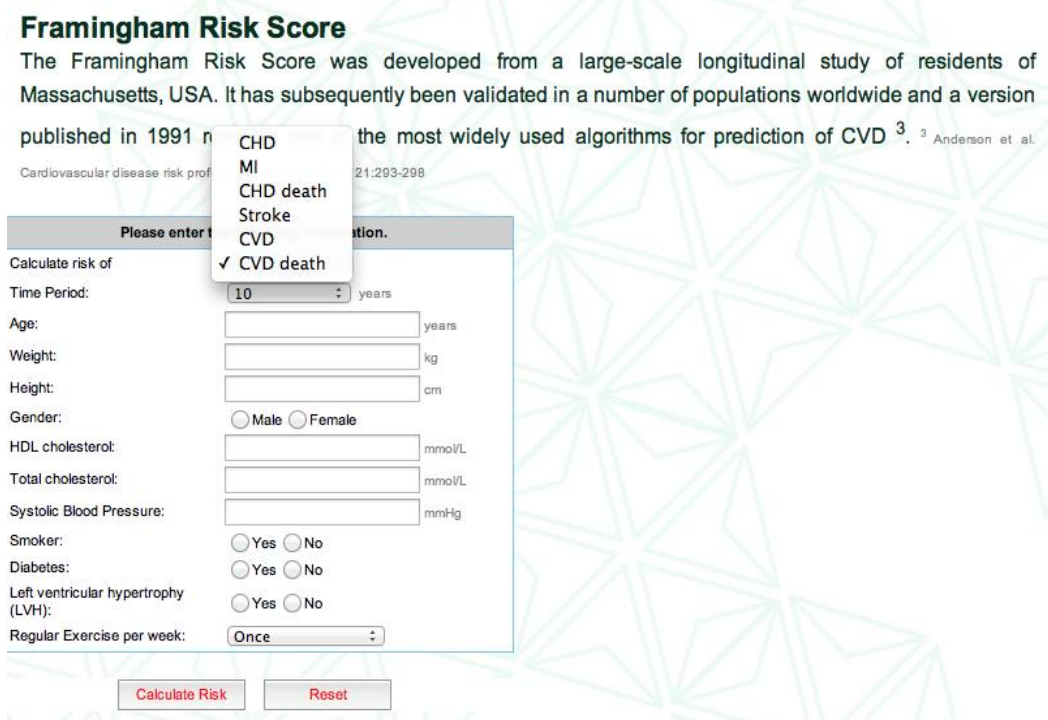 Framingham Risk Score
The Framingham Risk Score was developed from a large-scale longitudinal study of residents of
Massachusetts, USA. It has subsequently been validated in a number of populations worldwide and a version
published in 1991 the most widely used algorithms for prediction of CVD 3. 3 Anderson et al.
Cardiovascular disease risk prof 21:293-298
CHD
MI
CHD death
Stroke
CVD
✓ CVD death
Please enter
Calculate risk of
Time Period: 10 years
Age: years
Weight: kg
Height: cm
Gender: Male Female
HDL cholesterol: mmol/L
Total cholesterol: mmol/L
Systolic Blood Pressure: mmHg
Smoker: Yes No
Diabetes: Yes No
Left ventricular hypertrophy
(LVH): Yes No
Regular Exercise per week: Once
Calculate Risk Reset